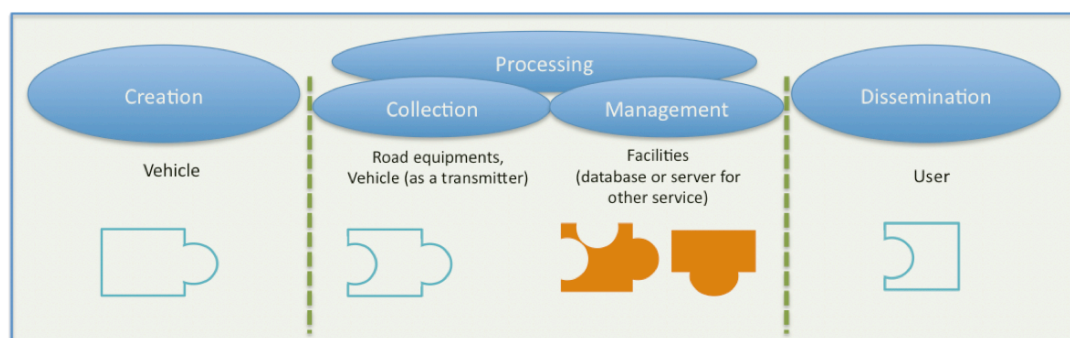 Creation
Processing
Collection
Management
Dissemination
Vehicle
Road equipments,
Vehicle (as a transmitter)
Facilities
(database or server for
other service)
User